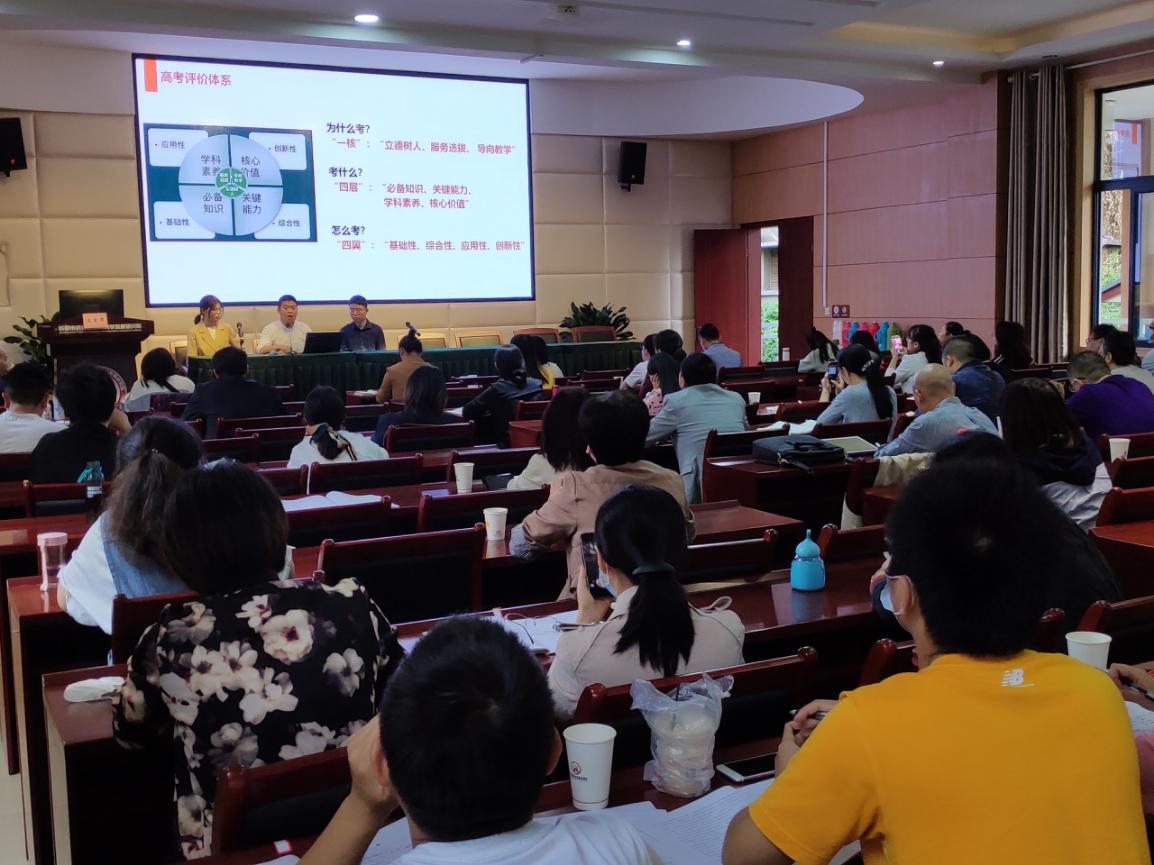 高考评价体系
为什么考?
“一核”：“立德树人、服务选拔、导向教学”
考什么?
“四层”：“必备知识、关键能力、
学科素养、核心价值”
怎么考?
“四翼”：“基础性、综合性、应用性、创新性”
• 应用性
• 创新性
学科
素养
核心
价值
必备
知识
关键
能力
• 基础性
• 综合性